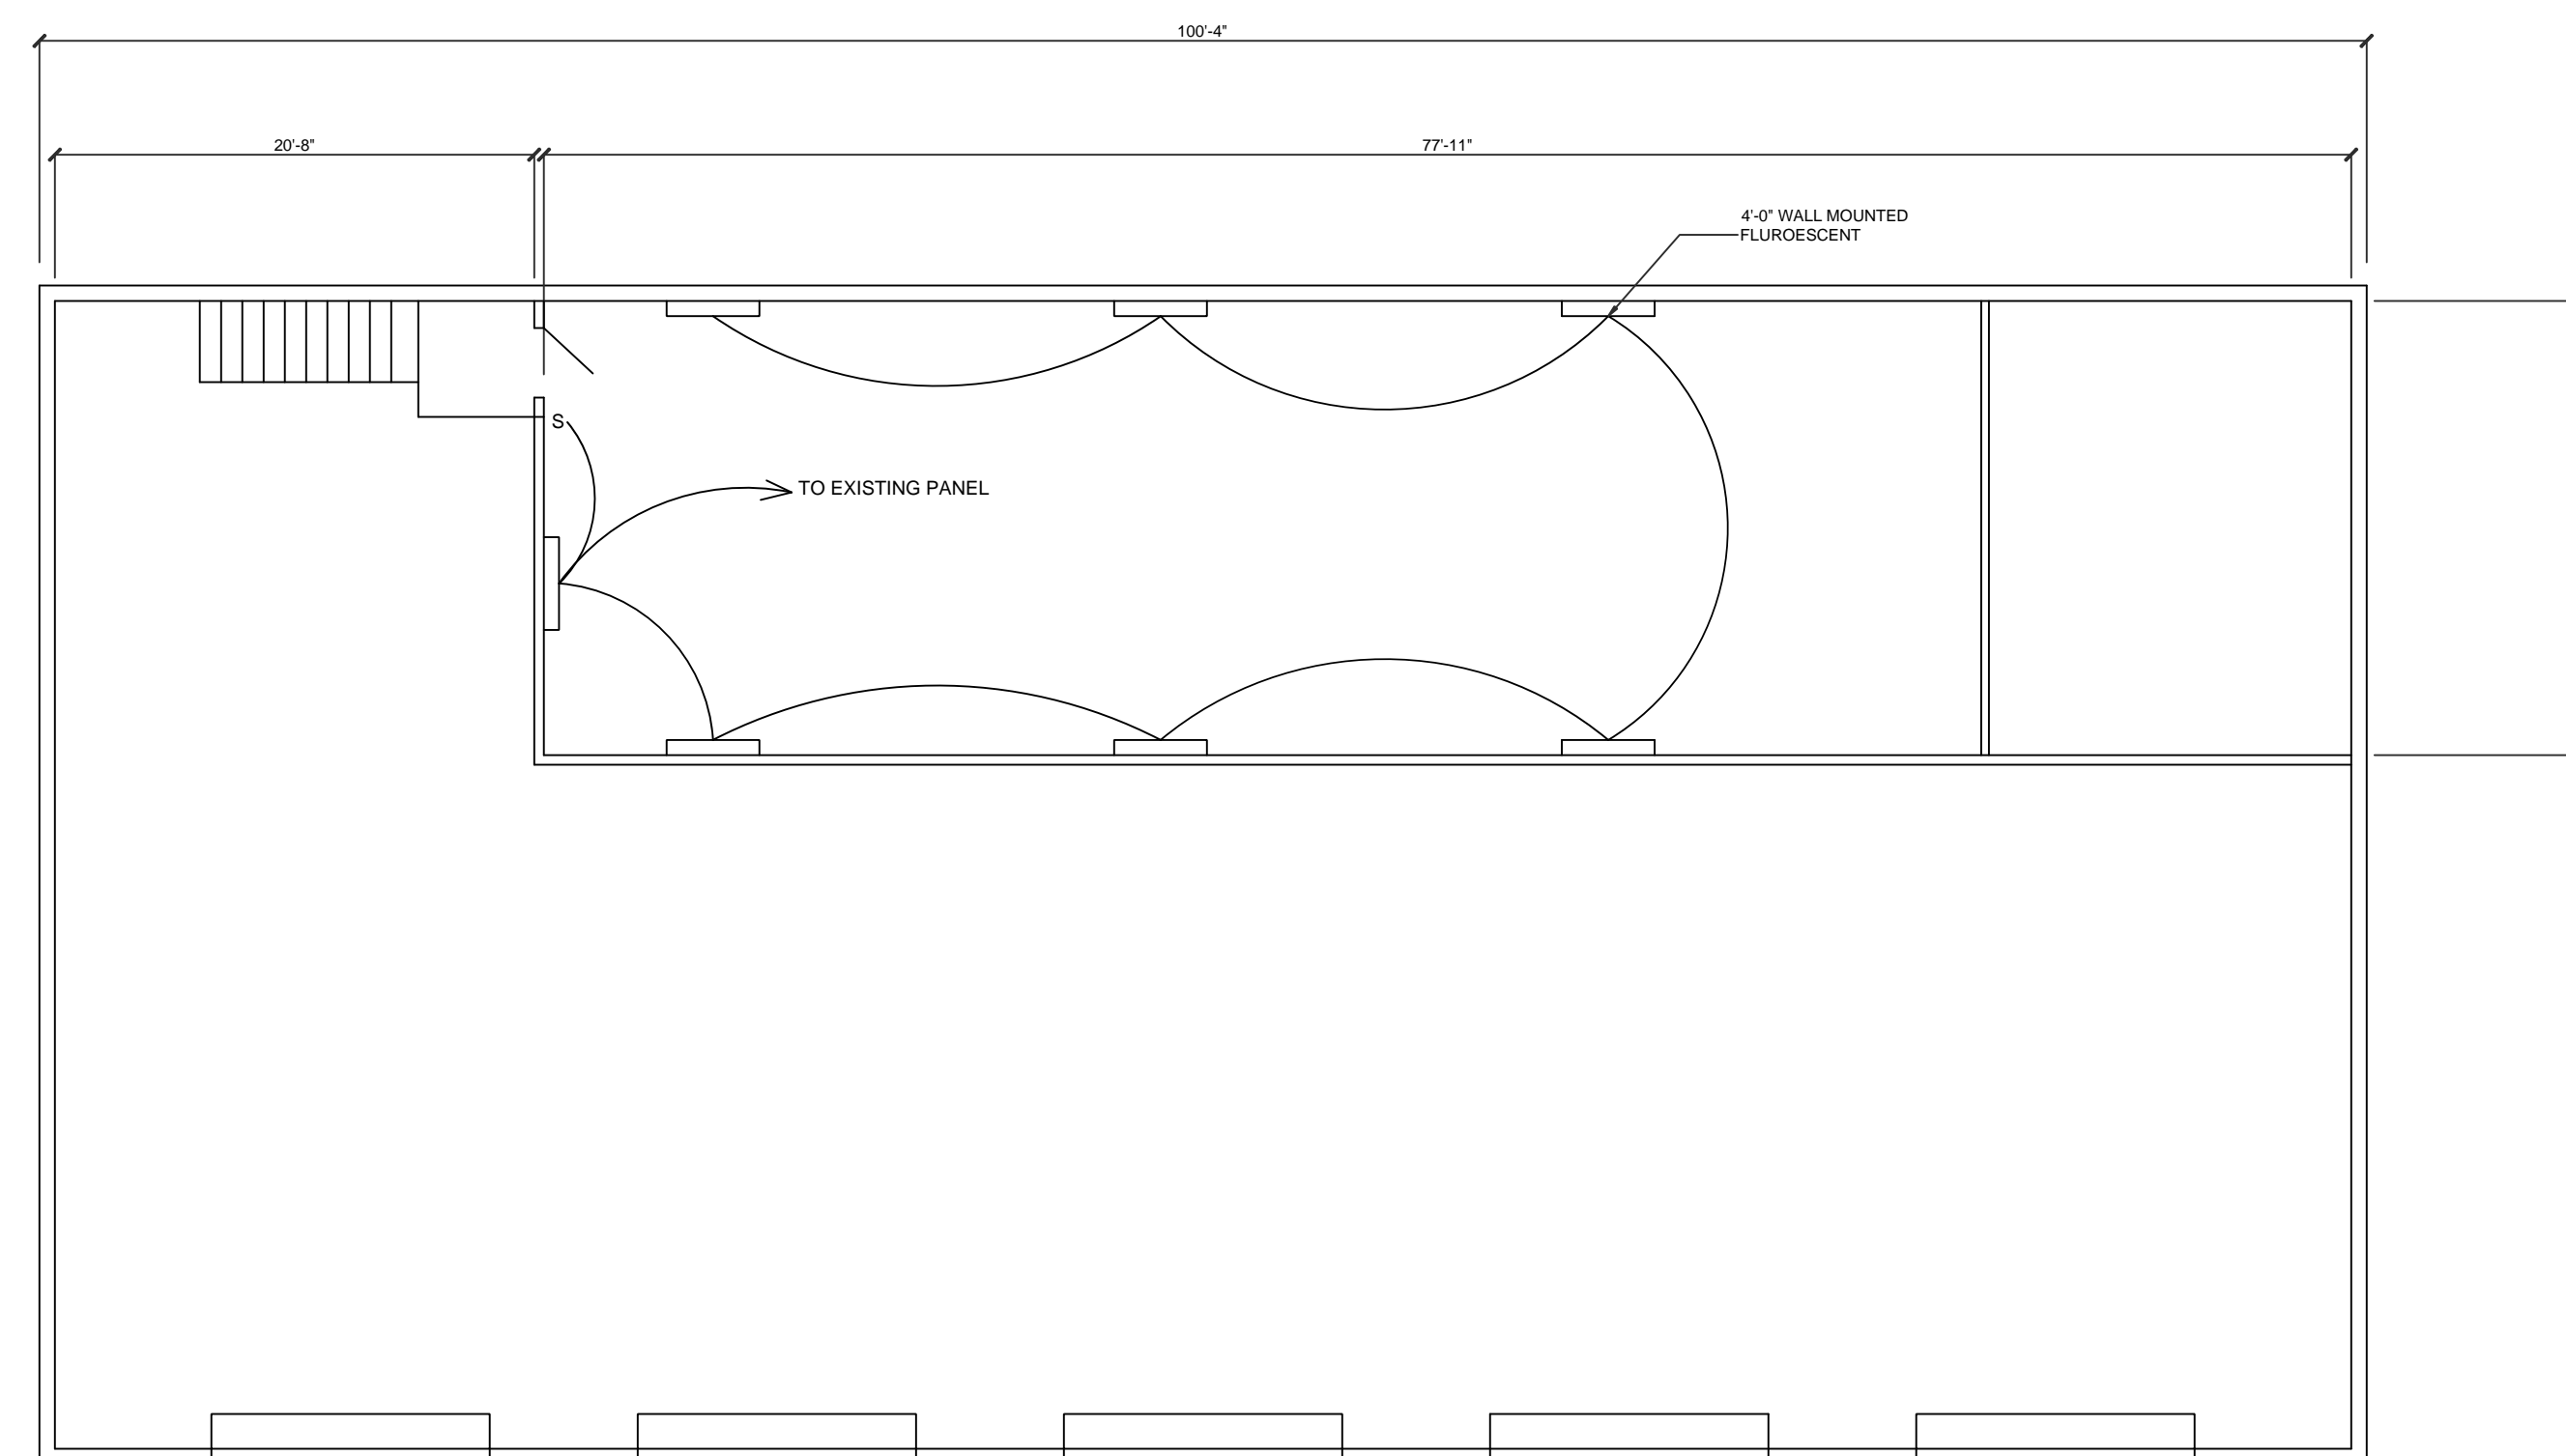 100'-4"
20'-8"
77'-11"
4'-0" WALL MOUNTED
FLUROESCENT
S
TO EXISTING PANEL